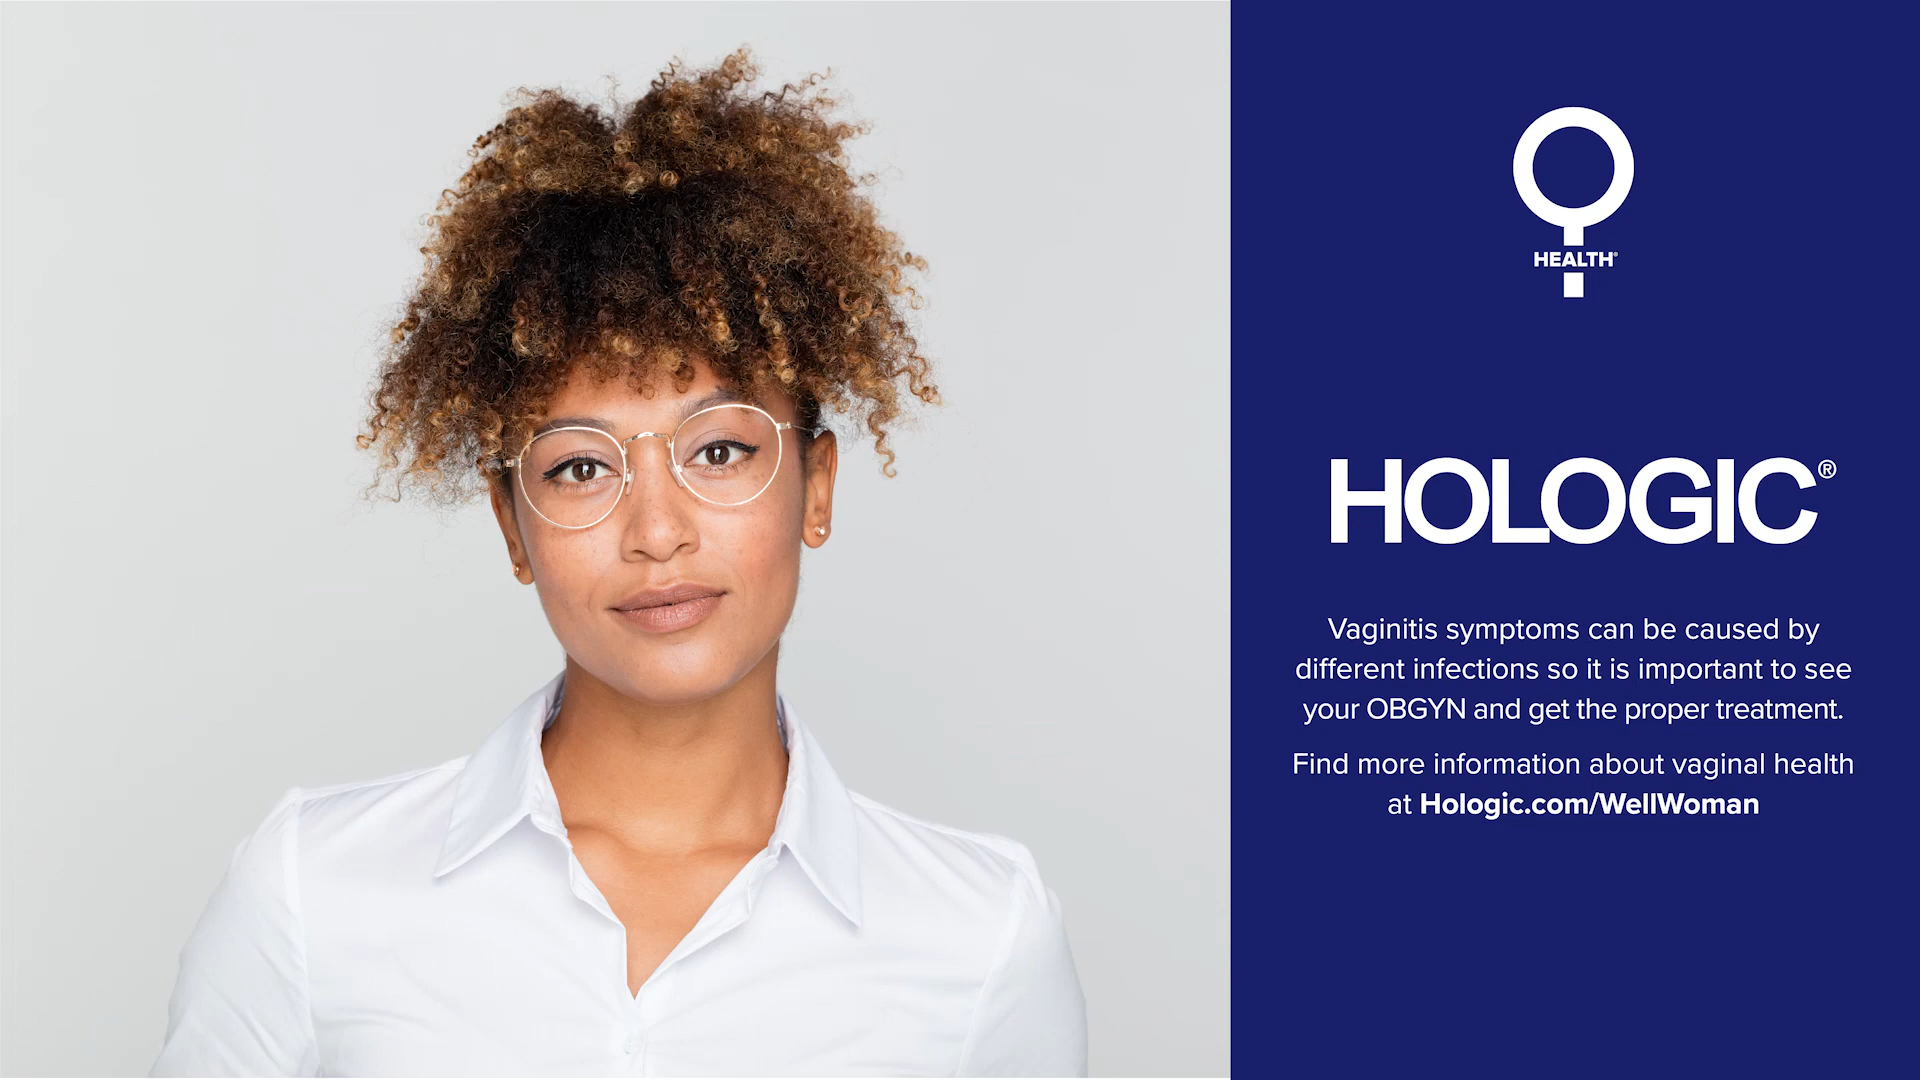 HEALTH®
HOLOGIC®
Vaginitis symptoms can be caused by
different infections so it is important to see
your OBGYN and get the proper treatment.
Find more information about vaginal health
at Hologic.com/WellWoman